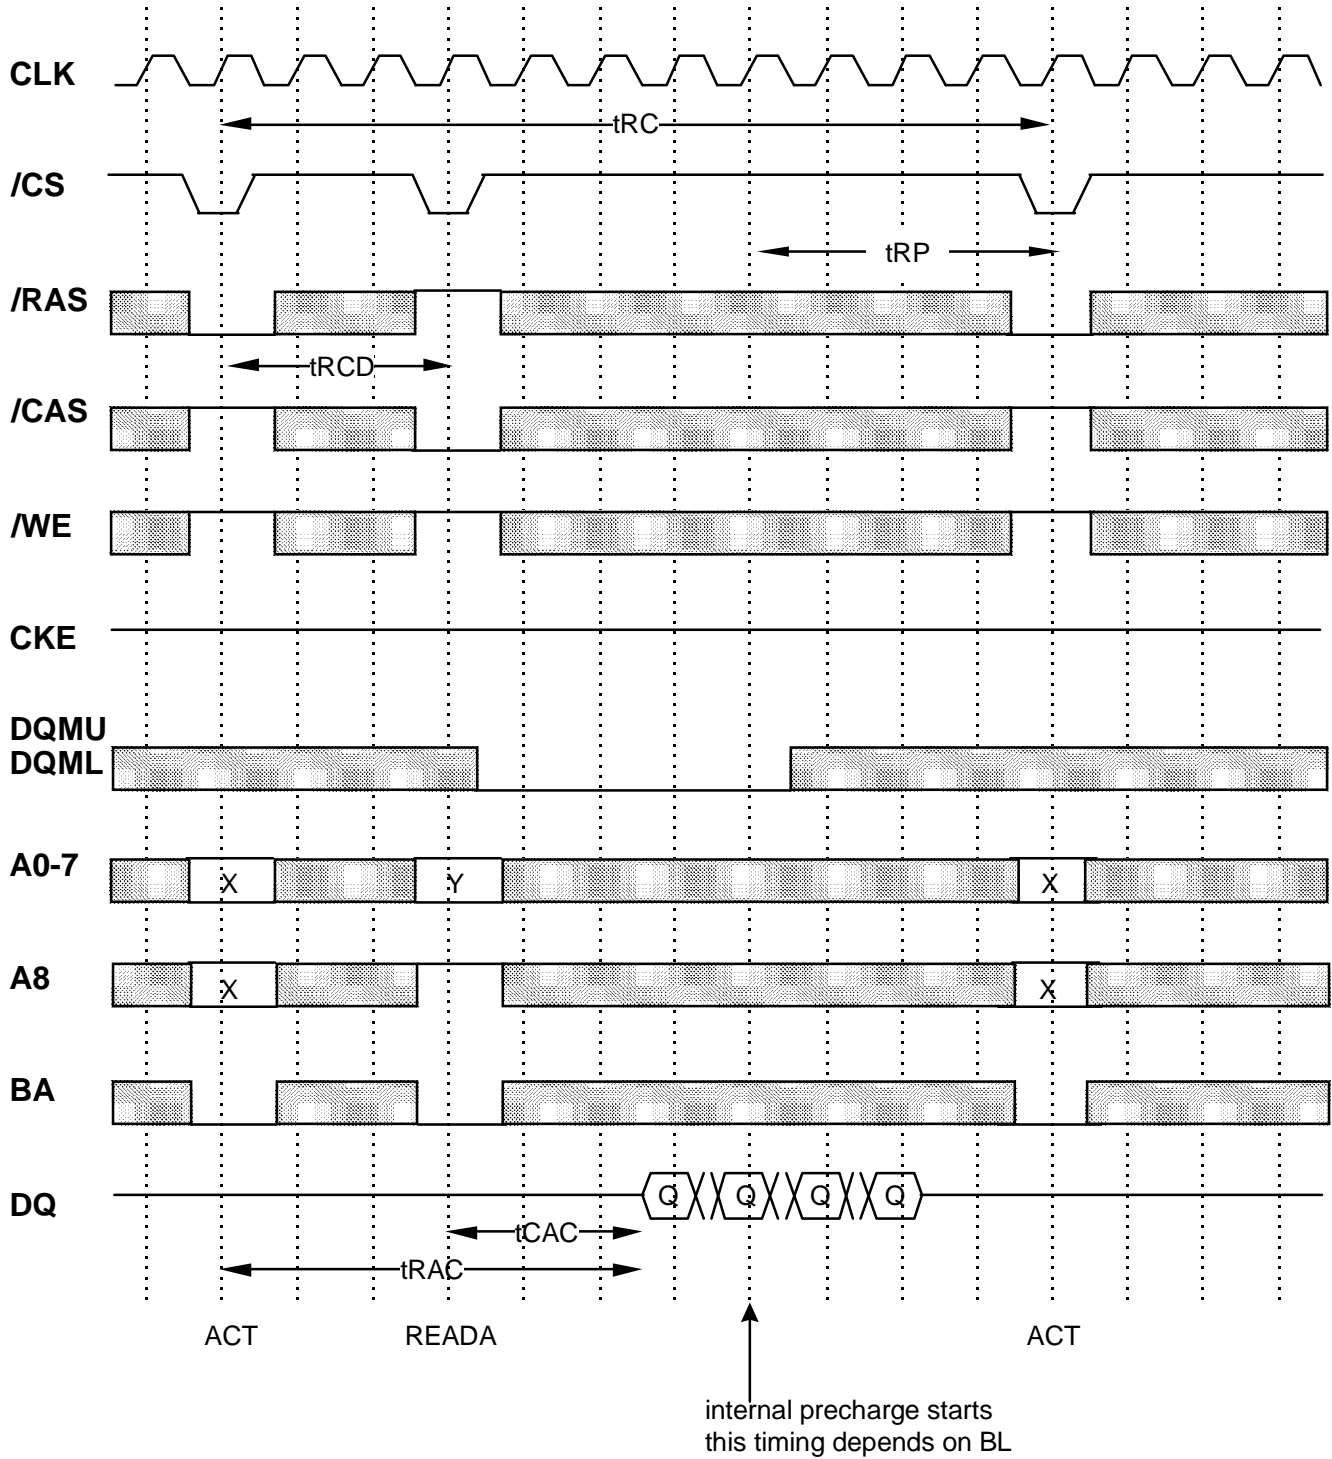 CLK
tRC
/CS
tRP
/RAS
tRCD
/CAS
/WE
CKE
DQMU
DQML
A0-7
X
Y
X
A8
X
X
BA
DQ
Q
Q
Q
Q
tCAC
tRAC
ACT
READA
ACT
internal precharge starts
this timing depends on BL